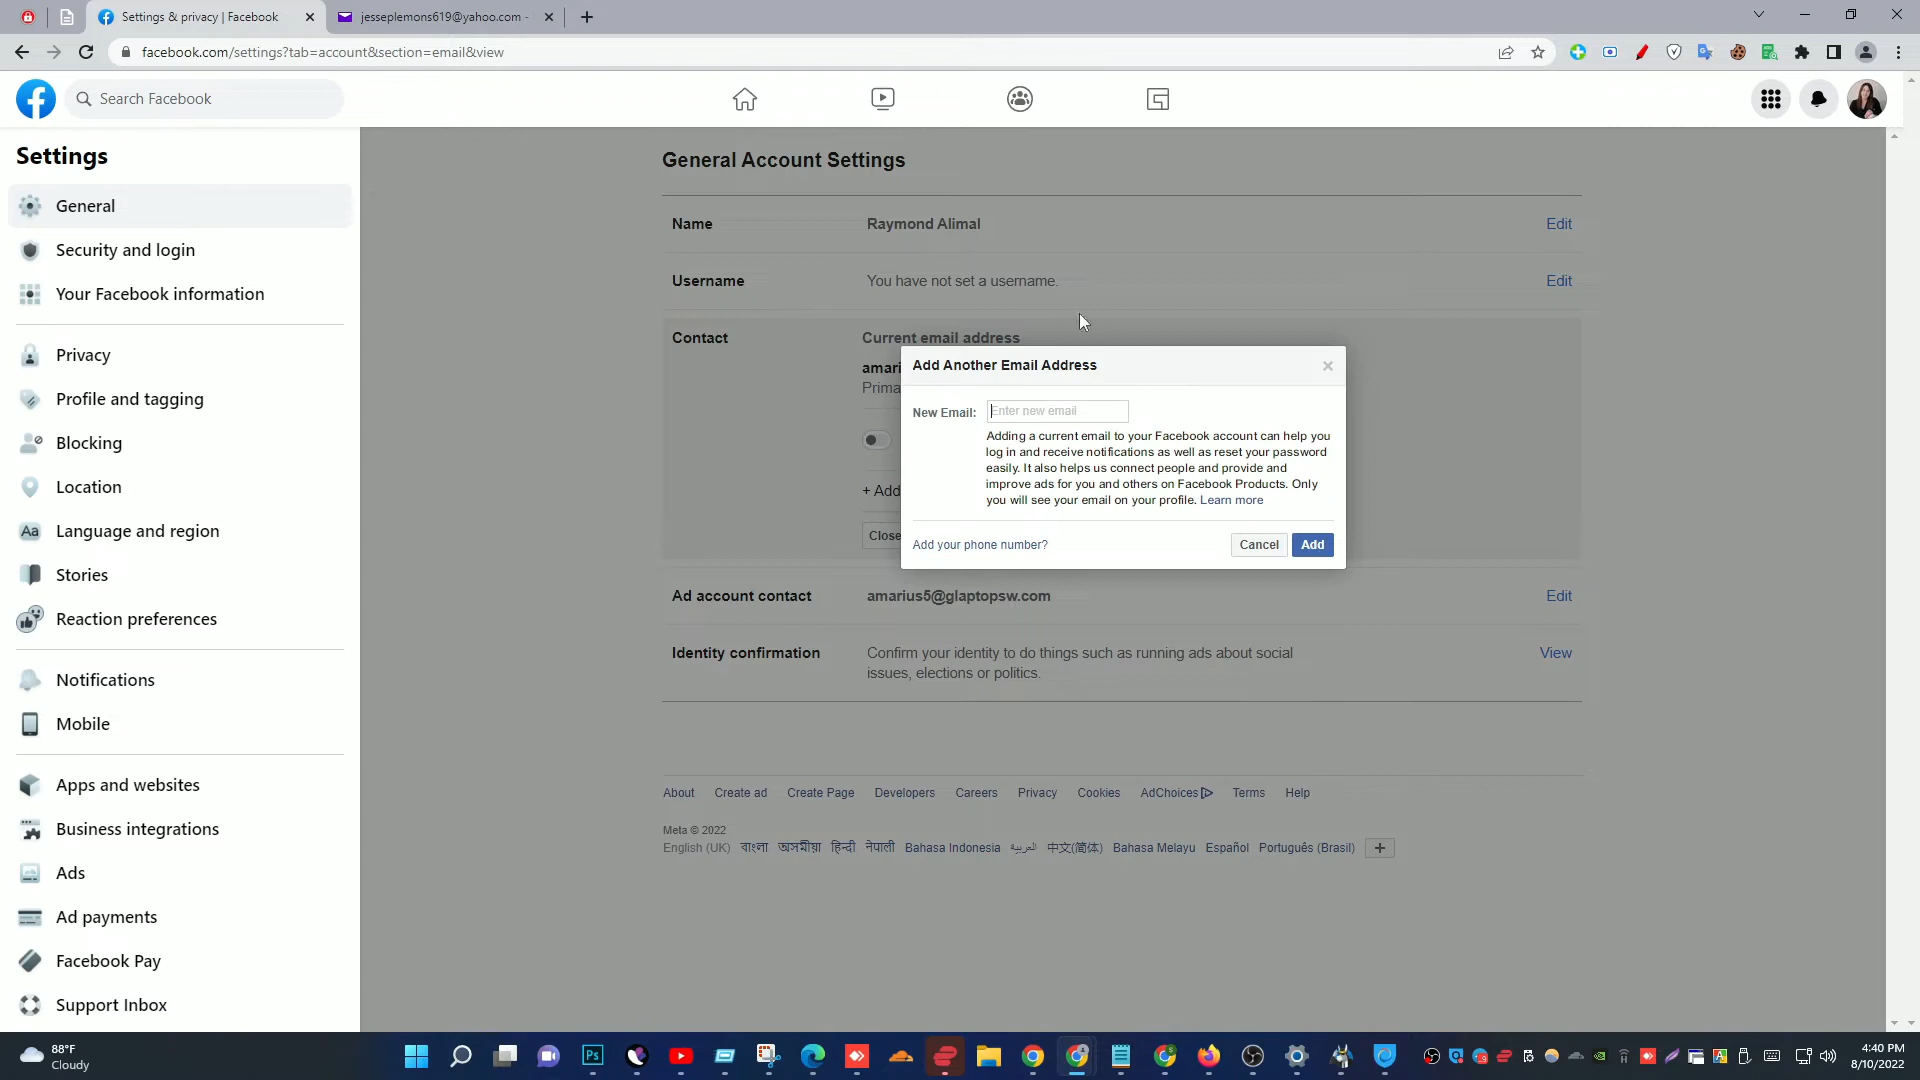 Settings & privacy | Facebook
jesseplemons619@yahoo.com -
facebook.com/settings?tab=account&section=email&view
Search Facebook
Settings
General
Security and login
Your Facebook information
Privacy
Profile and tagging
Blocking
Location
Aa Language and region
Stories
Reaction preferences
Notifications
Mobile
Apps and websites
Business integrations
Ads
Ad payments
Facebook Pay
Support Inbox
General Account Settings
Name Raymond Alimal Edit
Username You have not set a username. Edit
Contact Current email address
amari
Prima
+ Add
Close
Add Another Email Address
New Email: Enter new email
Adding a current email to your Facebook account can help you
log in and receive notifications as well as reset your password
easily. It also helps us connect people and provide and
improve ads for you and others on Facebook Products. Only
you will see your email on your profile. Learn more
Add your phone number? Cancel Add
Ad account contact amarius5@glaptopsw.com Edit
Identity confirmation Confirm your identity to do things such as running ads about social View
issues, elections or politics.
About Create ad Create Page Developers Careers Privacy Cookies AdChoices Terms Help
Meta © 2022
English (UK) বাংলা অসমীয়া हिन्दी नेपाली Bahasa Indonesia العربية 中文(简体) Bahasa Melayu Español Português (Brasil) +
88°F
Cloudy
Ps
4:40 PM
8/10/2022